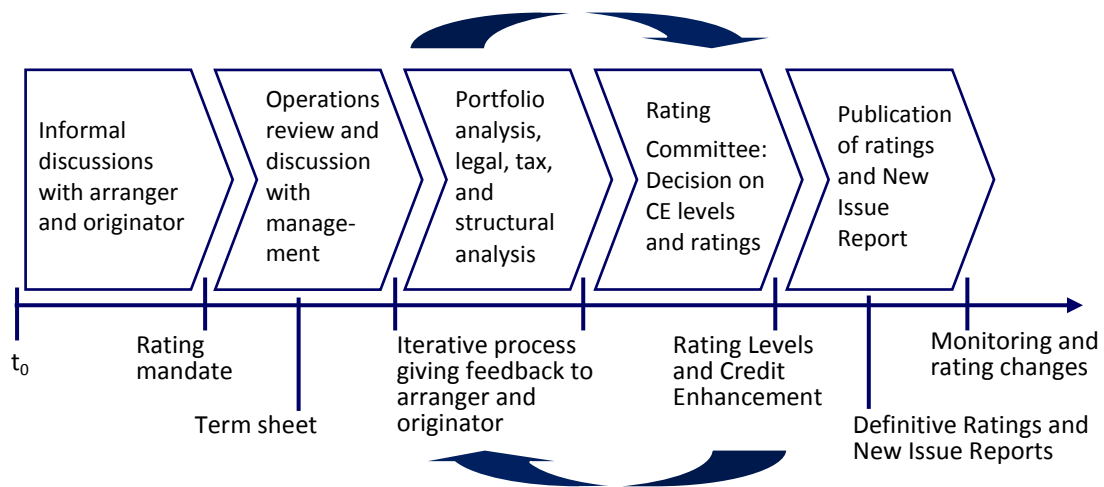 Informal
discussions
with arranger
and originator
Operations
review and
discussion
with
manage-
ment
Portfolio
analysis,
legal, tax,
and
structural
analysis
Rating
Committee:
Decision on
CE levels
and ratings
Publication
of ratings
and New
Issue
Report
t0
Rating
mandate
Term sheet
Iterative process
giving feedback to
arranger and
originator
Rating Levels
and Credit
Enhancement
Definitive Ratings and
New Issue Reports
Monitoring and
rating changes